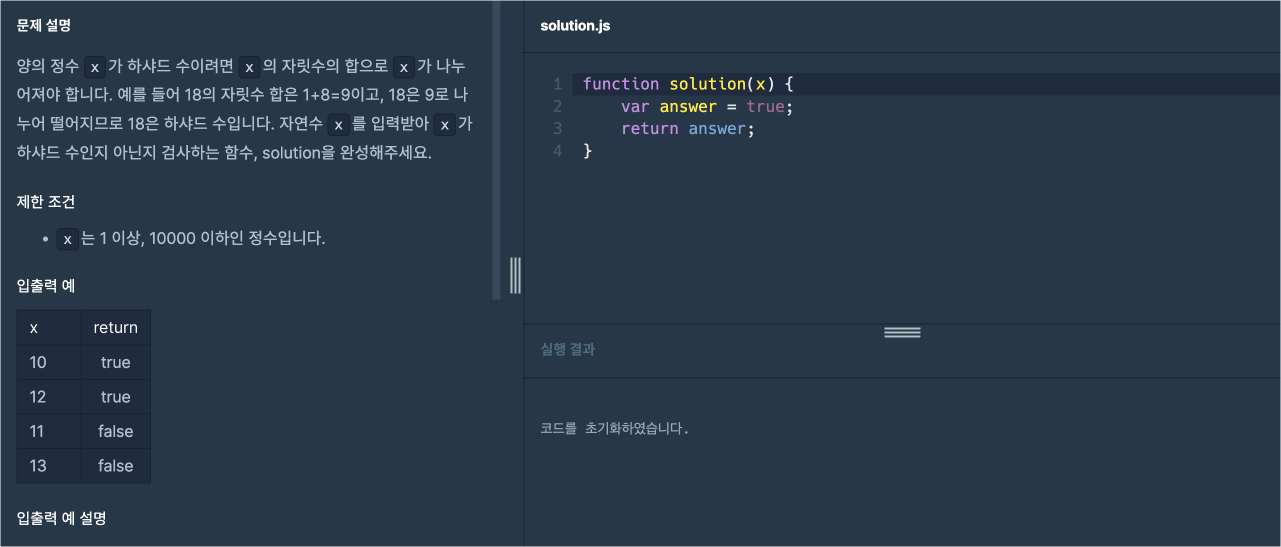 문제 설명
양의 정수 x 가 하샤드 수이려면 x 의 자릿수의 합으로 x 가 나누
어져야 합니다. 예를 들어 18의 자릿수 합은 1+8=9이고, 18은 9로 나
누어 떨어지므로 18은 하샤드 수입니다. 자연수 x 를 입력받아 x 가
하샤드 수인지 아닌지 검사하는 함수, solution을 완성해주세요.
제한 조건
• x 는 1 이상, 10000 이하인 정수입니다.
입출력 예
x return
10 true
12 true
11 false
13 false
입출력 예 설명
solution.js
1 function solution(x) {
2 var answer = true;
3 return answer;
4 }
실행 결과
코드를 초기화하였습니다.